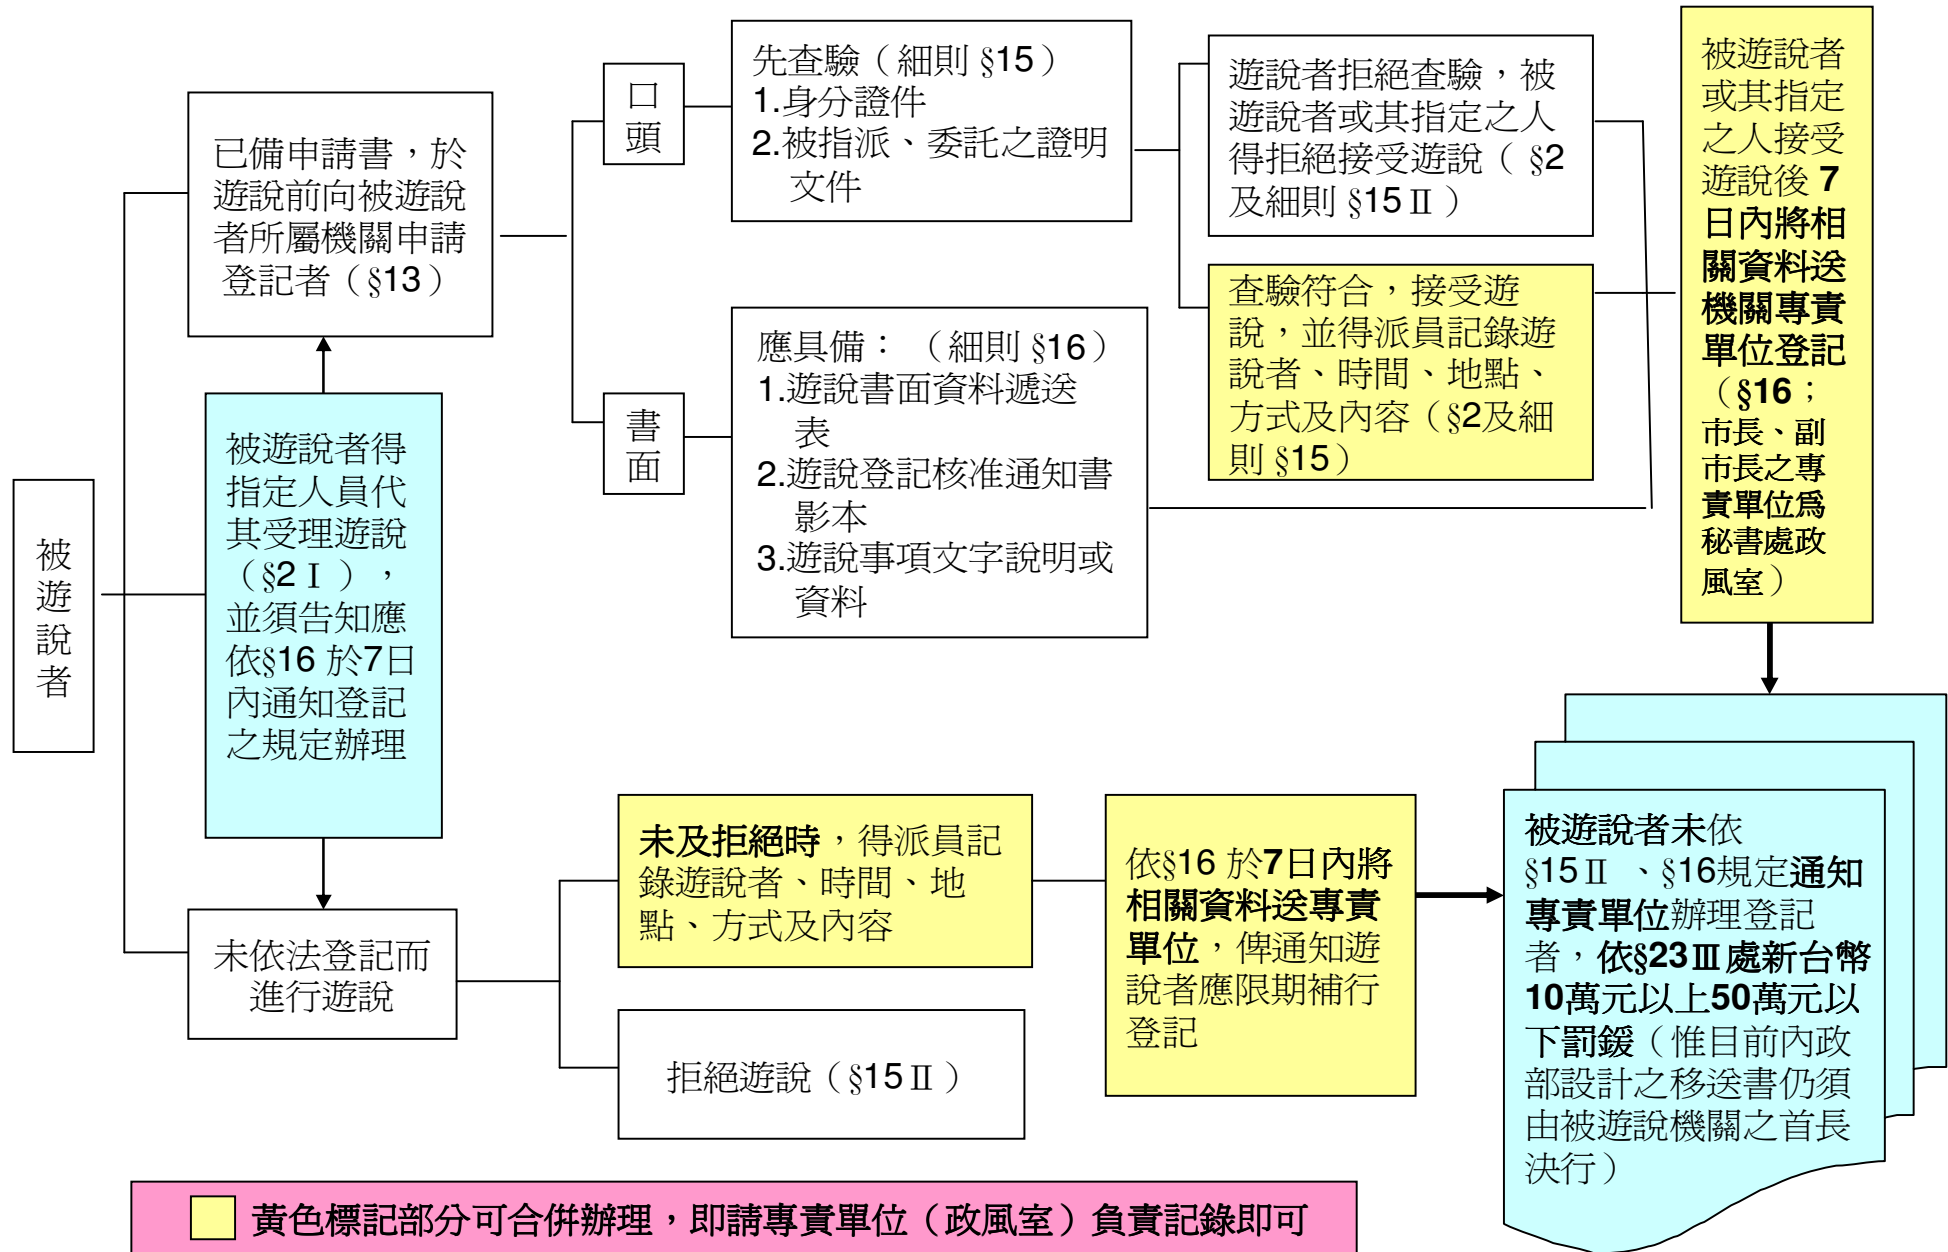 被
遊
說
者
已備申請書，於
遊說前向被遊說
者所屬機關申請
登記者（§13）
被遊說者得
指定人員代
其受理遊說
（§2 I ），
並須告知應
依§16 於7日
內通知登記
之規定辦理
未依法登記而
進行遊說
口
頭
書
面
先查驗（細則 §15）
1.身分證件
2.被指派、委託之證明
文件
應具備： （細則 §16）
1.遊說書面資料遞送
表
2.遊說登記核准通知書
影本
3.遊說事項文字說明或
資料
遊說者拒絕查驗，被
遊說者或其指定之人
得拒絕接受遊說（ §2
及細則 §15Ⅱ）
查驗符合，接受遊
說，並得派員記錄遊
說者、時間、地點、
方式及內容（§2及細
則 §15）
被遊說者
或其指定
之人接受
遊說後 7
日內將相
關資料送
機關專責
單位登記
（§16；
市長、副
市長之專
責單位為
秘書處政
風室）
未及拒絕時，得派員記
錄遊說者、時間、地
點、方式及內容
拒絕遊說（§15Ⅱ）
依§16 於7日內將
相關資料送專責
單位，俾通知遊
說者應限期補行
登記
被遊說者未依
§15Ⅱ 、§16規定通知
專責單位辦理登記
者，依§23Ⅲ處新台幣
10萬元以上50萬元以
下罰鍰（惟目前內政
部設計之移送書仍須
由被遊說機關之首長
決行）
黃色標記部分可合併辦理，即請專責單位（政風室）負責記錄即可